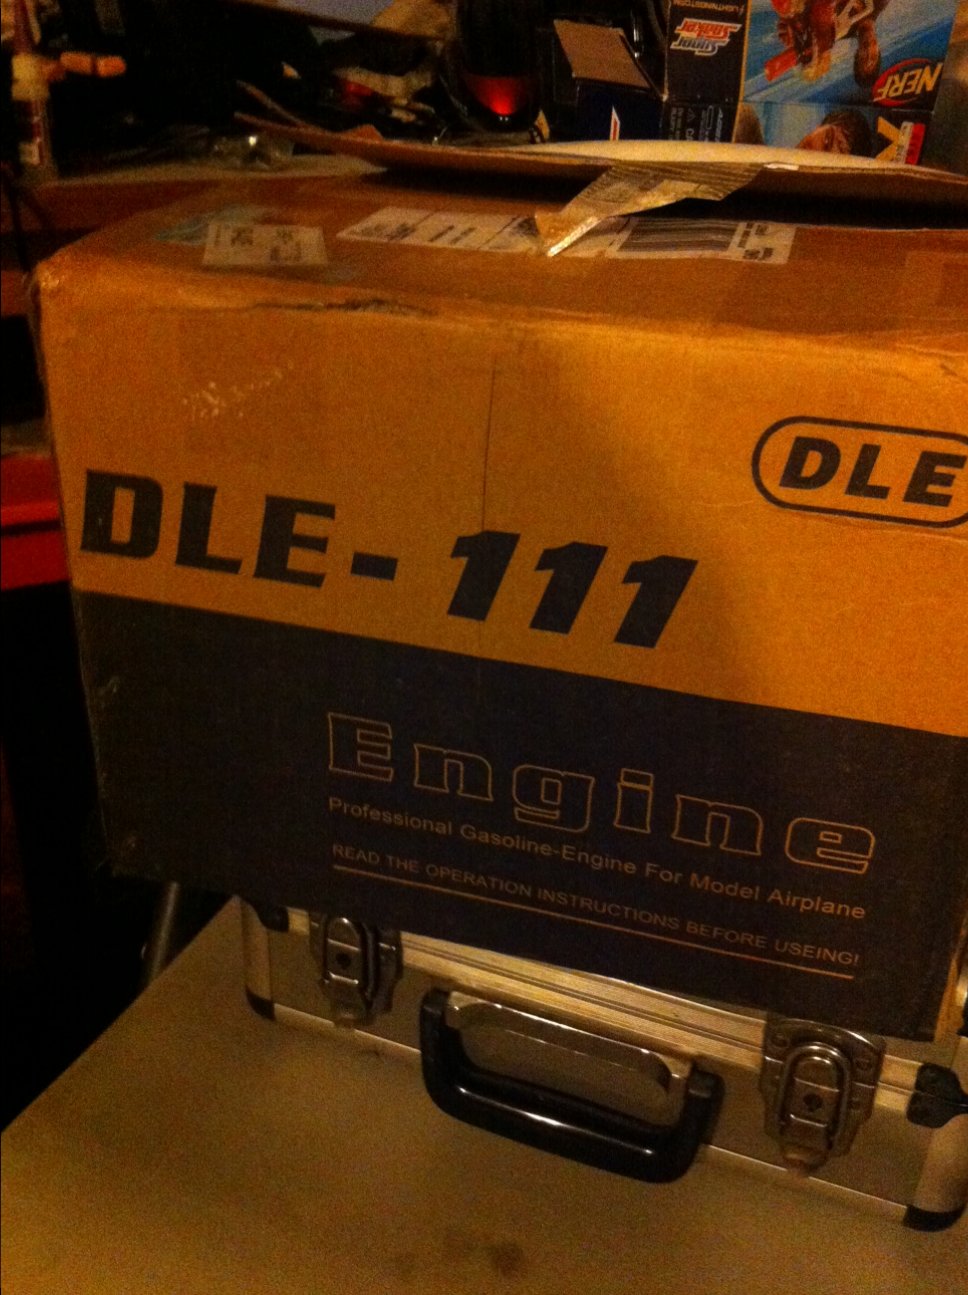 NERF
DLE
DLE-111
Engine
Professional Gasoline-Engine For Model Airplane
READ THE OPERATION INSTRUCTIONS BEFORE USEING!